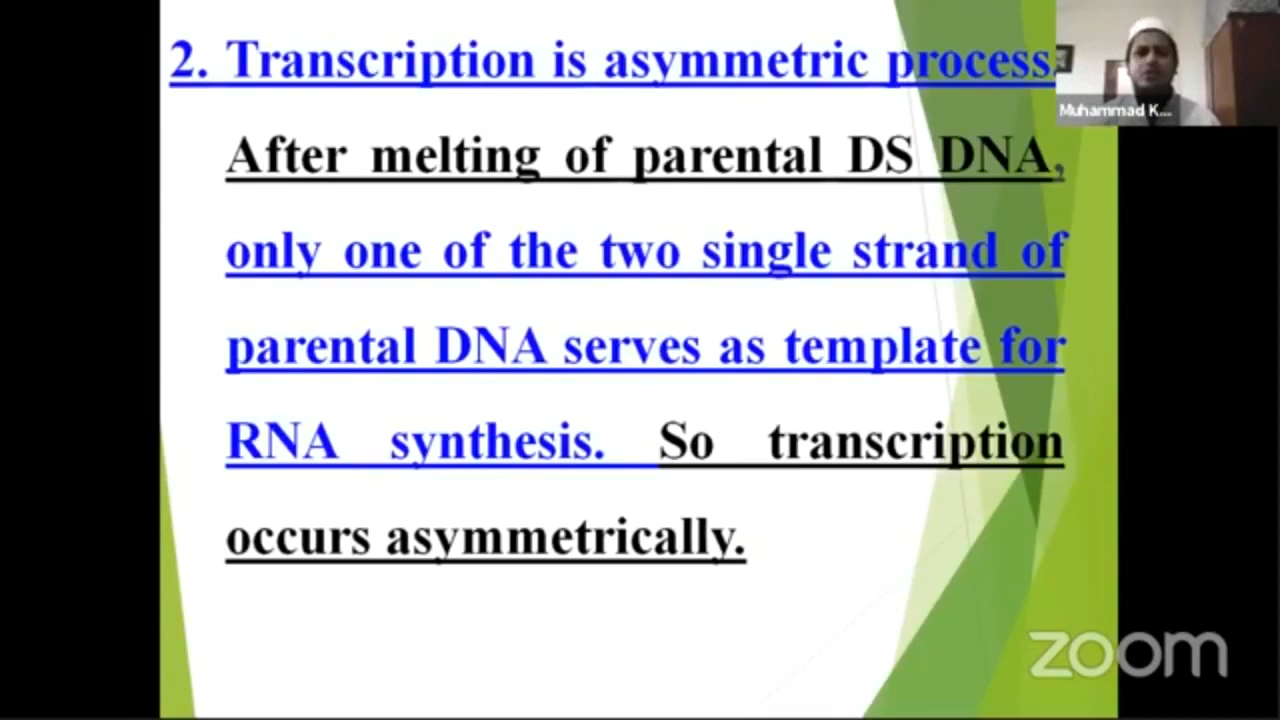 2. Transcription is asymmetric process.
Muhammad K...
After melting of parental DS DNA,
only one of the two single strand of
parental DNA serves as template for
RNA synthesis. So transcription
occurs asymmetrically.
zoom